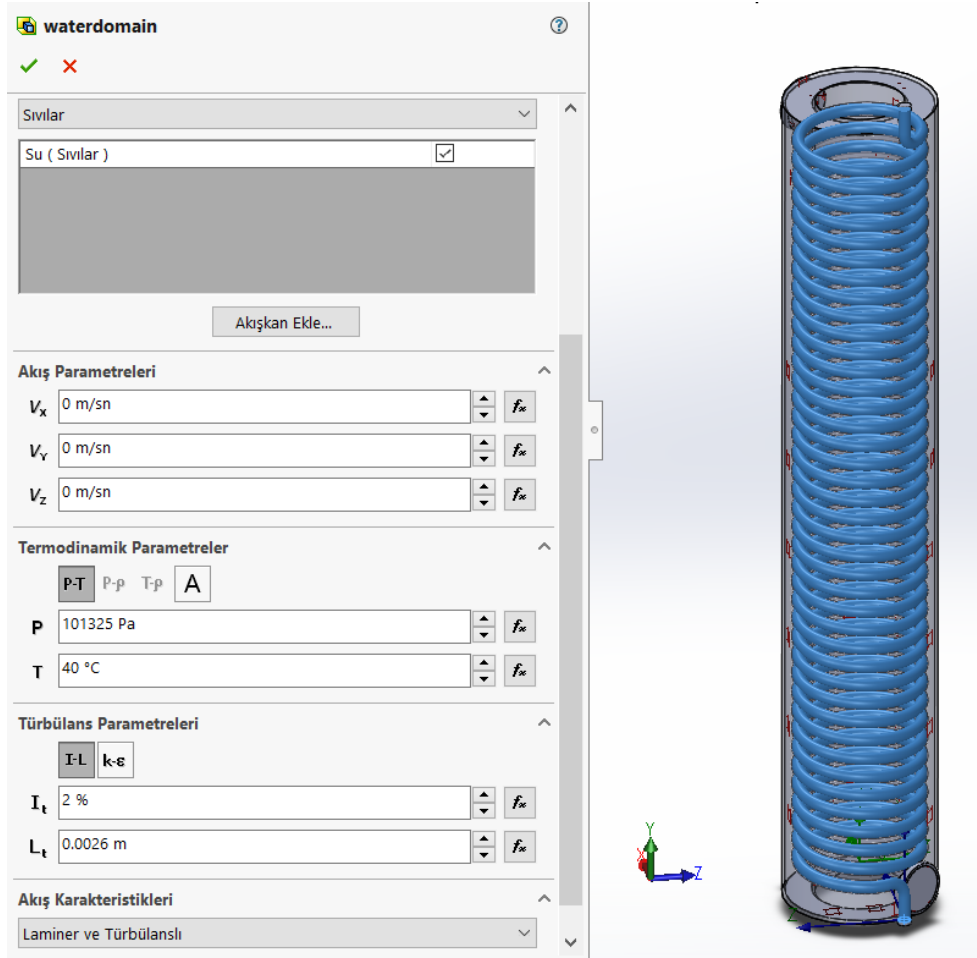 waterdomain
Sıvılar
Su ( Sıvılar )
Akışkan Ekle...
Akış Parametreleri
Vx 0 m/sn
VY 0 m/sn
Vz 0 m/sn
Termodinamik Parametreler
P-T P-ρ T-ρ A
P 101325 Pa
T 40 °C
Türbülans Parametreleri
I-L k-ε
It 2 %
Lt 0.0026 m
Akış Karakteristikleri
Laminer ve Türbülanslı
Y
X
Z